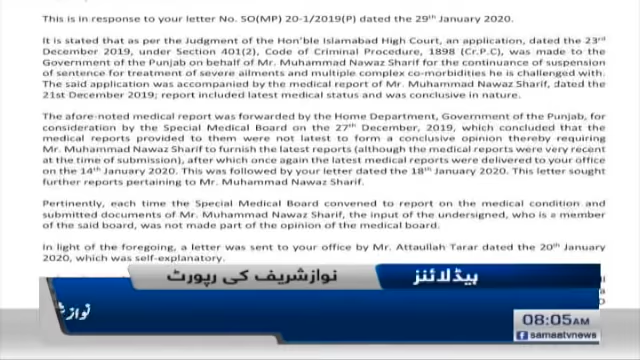 This is in response to your letter No. SO(MP) 20-1/2019(P) dated the 29th January 2020.
It is stated that as per the Judgment of the Hon'ble Islamabad High Court, an application, dated the 23rd
December 2019, under Section 401(2), Code of Criminal Procedure, 1898 (Cr.P.C), was made to the
Government of the Punjab on behalf of Mr. Muhammad Nawaz Sharif for the continuance of suspension
of sentence for treatment of severe ailments and multiple complex co-morbidities he is challenged with.
The said application was accompanied by the medical report of Mr. Muhammad Nawaz Sharif, dated the
21st December 2019; report included latest medical status and was conclusive in nature.
The afore-noted medical report was forwarded by the Home Department, Government of the Punjab, for
consideration by the Special Medical Board on the 27th December, 2019, which concluded that the
medical reports provided to them were not latest to form a conclusive opinion thereby requiring
Mr. Muhammad Nawaz Sharif to furnish the latest reports (although the medical reports were very recent
at the time of submission), after which once again the latest medical reports were delivered to your office
on the 14th January 2020. This was followed by your letter dated the 18th January 2020. This letter sought
further reports pertaining to Mr. Muhammad Nawaz Sharif.
Pertinently, each time the Special Medical Board convened to report on the medical condition and
submitted documents of Mr. Muhammad Nawaz Sharif, the input of the undersigned, who is a member
of the said board, was not made part of the opinion of the medical board.
In light of the foregoing, a letter was sent to your office by Mr. Attaullah Tarar dated the 20th January
2020, which was self-explanatory.
ہیڈلائنز
نوازشریف کی رپورٹ
08:05AM
samaatvnews